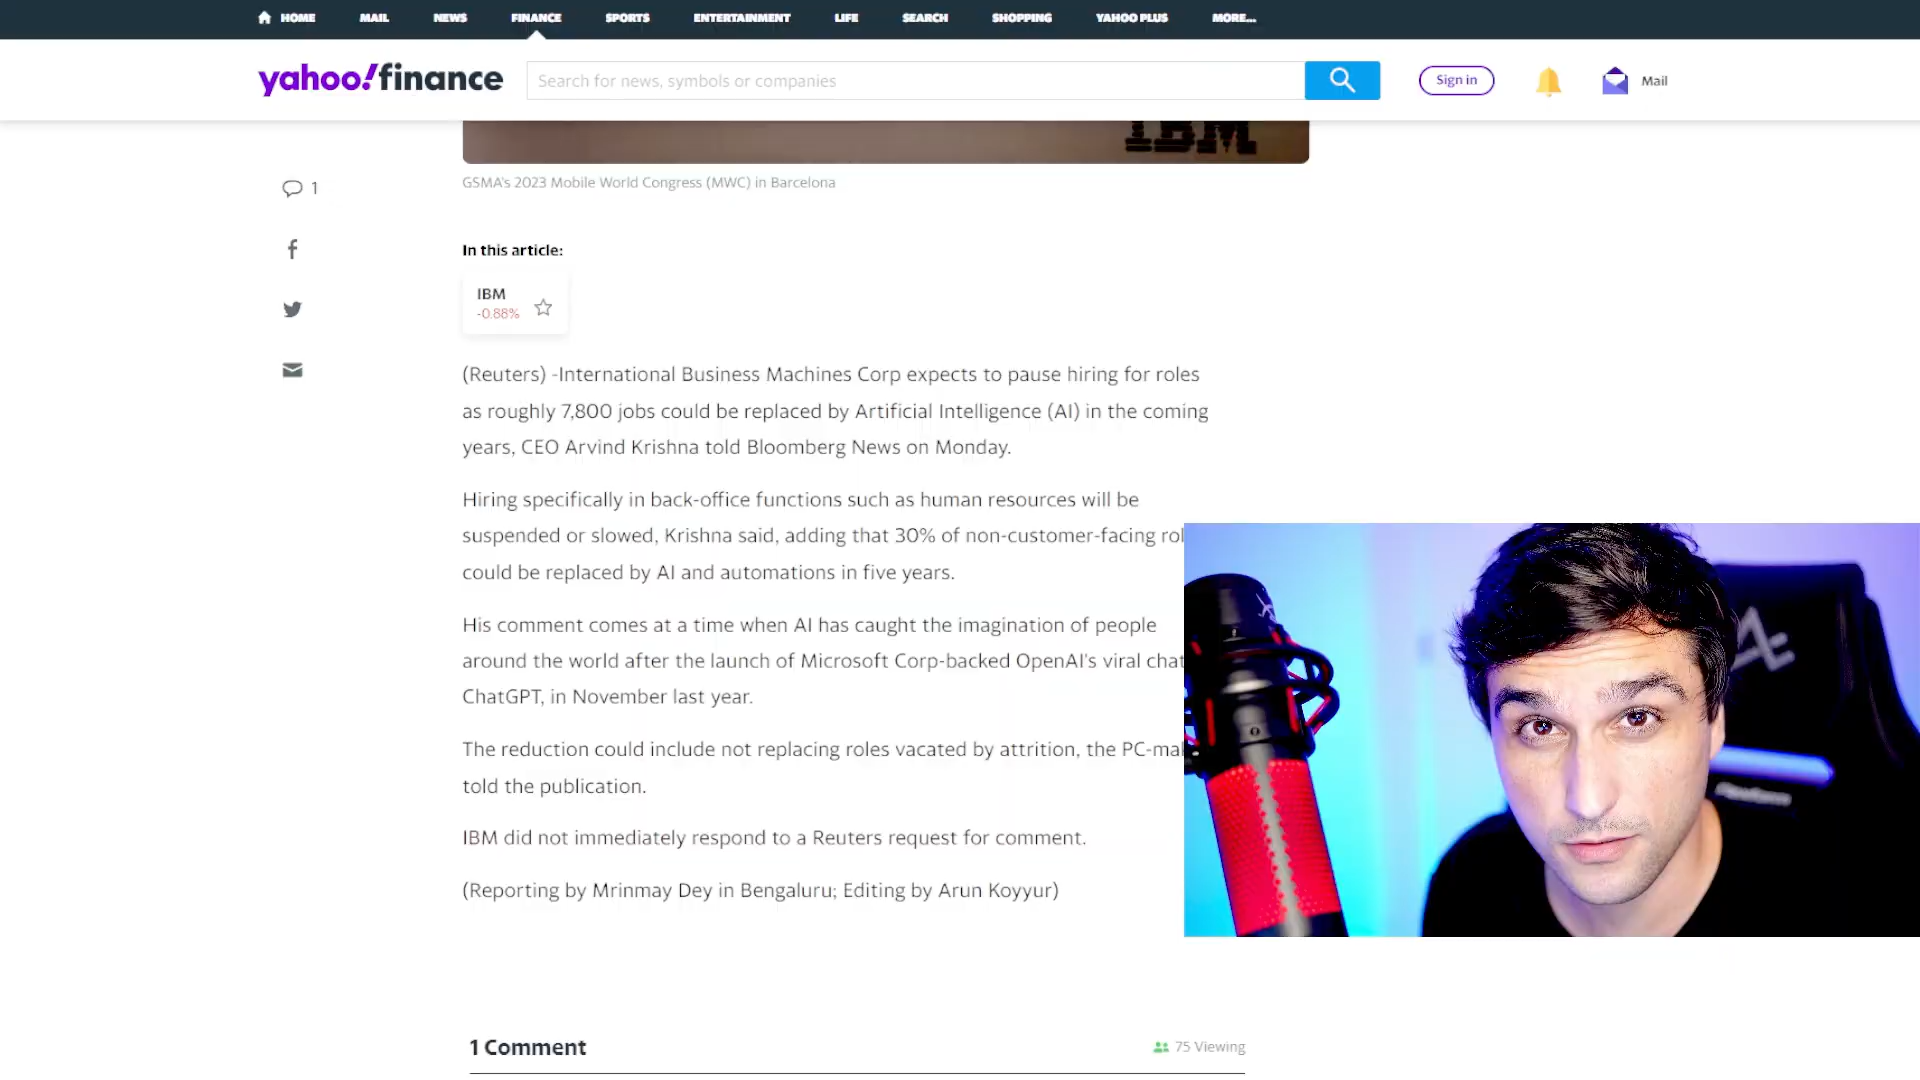 HOME MAIL NEWS FINANCE SPORTS ENTERTAINMENT LIFE SEARCH SHOPPING YAHOO PLUS MORE...
yahoo!finance Search for news, symbols or companies Sign in Mail
IBM
GSMA's 2023 Mobile World Congress (MWC) in Barcelona
1
In this article:
IBM
-0.88%
(Reuters) -International Business Machines Corp expects to pause hiring for roles
as roughly 7,800 jobs could be replaced by Artificial Intelligence (AI) in the coming
years, CEO Arvind Krishna told Bloomberg News on Monday.
Hiring specifically in back-office functions such as human resources will be
suspended or slowed, Krishna said, adding that 30% of non-customer-facing rol
could be replaced by AI and automations in five years.
His comment comes at a time when AI has caught the imagination of people
around the world after the launch of Microsoft Corp-backed OpenAI's viral chat
ChatGPT, in November last year.
The reduction could include not replacing roles vacated by attrition, the PC-ma
told the publication.
IBM did not immediately respond to a Reuters request for comment.
(Reporting by Mrinmay Dey in Bengaluru; Editing by Arun Koyyur)
1 Comment 75 Viewing